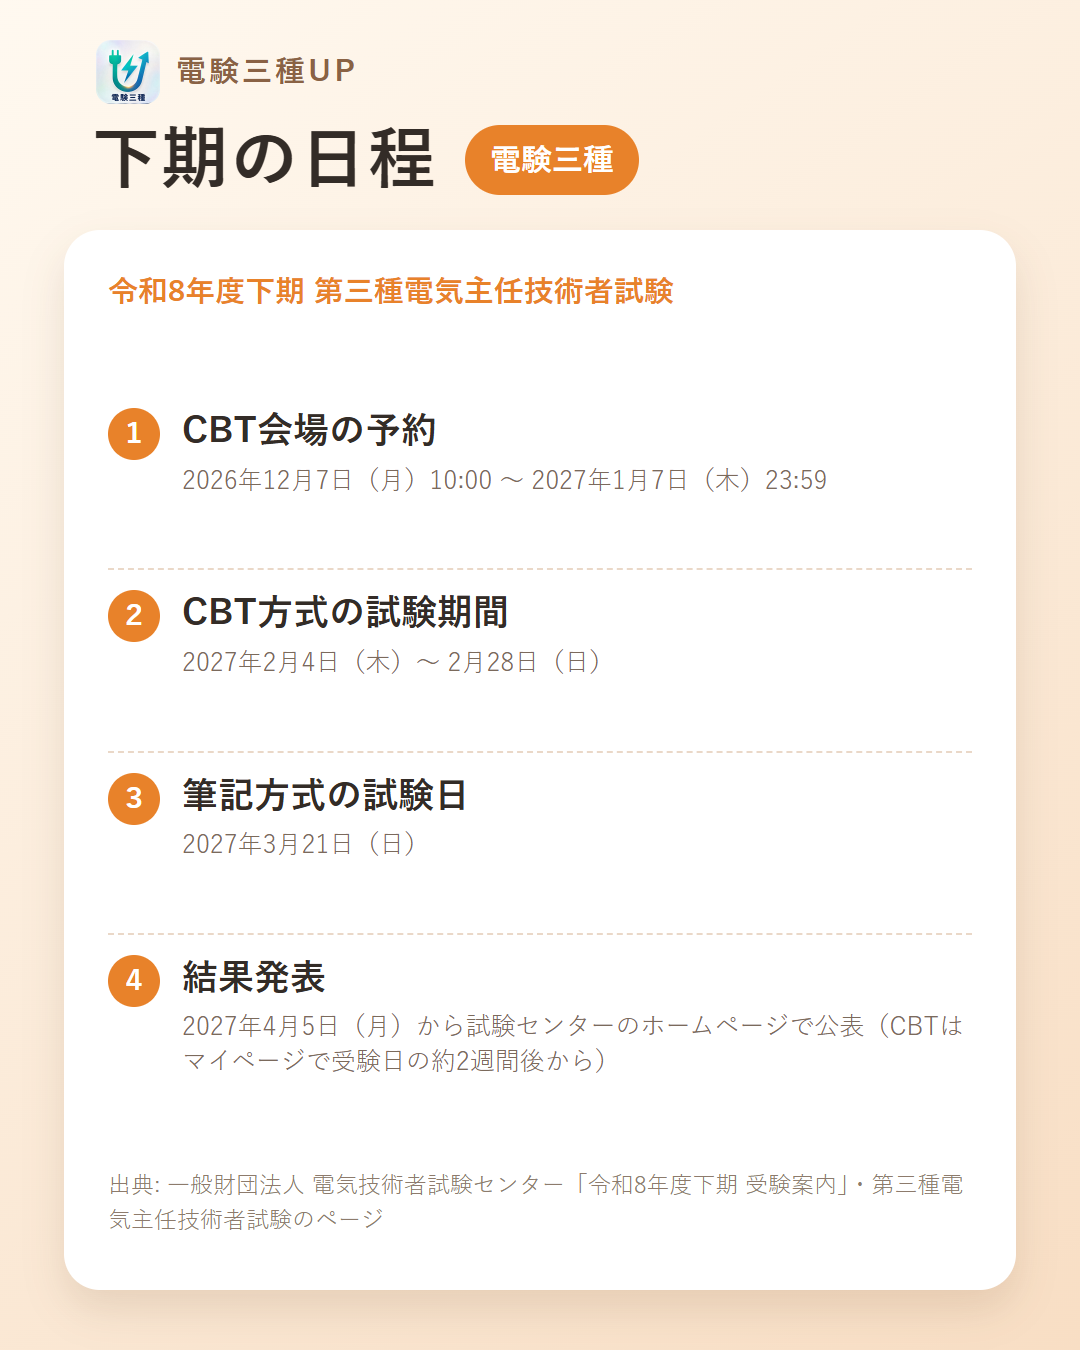 電験三種
電験三種UP
下期の日程
電験三種
令和8年度下期 第三種電気主任技術者試験
1
CBT会場の予約
2026年12月7日（月）10:00 〜 2027年1月7日（木）23:59
2
CBT方式の試験期間
2027年2月4日（木）〜 2月28日（日）
3
筆記方式の試験日
2027年3月21日（日）
4
結果発表
2027年4月5日（月）から試験センターのホームページで公表（CBTは
マイページで受験日の約2週間後から）
出典: 一般財団法人 電気技術者試験センター「令和8年度下期 受験案内」・第三種電
気主任技術者試験のページ